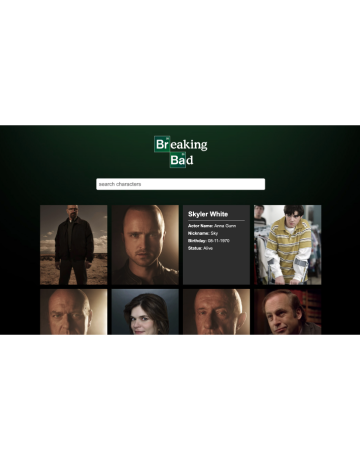 Breaking
Bad
search characters
Skyler White
Actor Name: Anna Gunn
Nickname: Sky
Birthday: 08-11-1970
Status: Alive